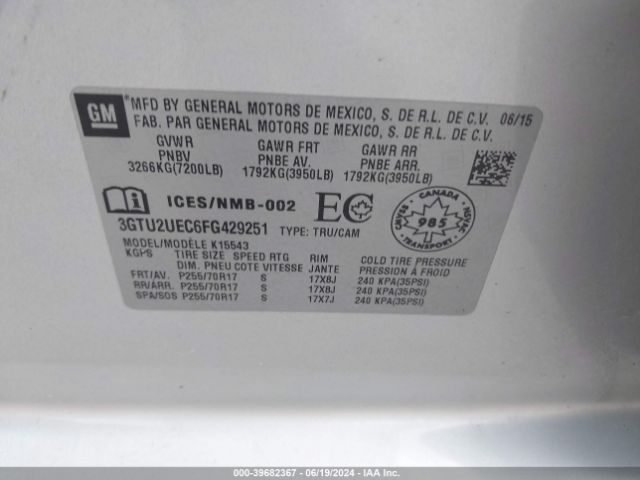 GM
*MFD BY GENERAL MOTORS DE MEXICO, S. DE R.L. DE C.V. 06/15
FAB. PAR GENERAL MOTORS DE MEXICO, S. DE R.L. DE C.V.
GVWR GAWR FRT GAWR RR
PNBV PNBE AV. PNBE ARR.
3266KG(7200LB) 1792KG(3950LB) 1792KG(3950LB)
ICES/NMB-002 EC
CANADA
985
3GTU2UEC6FG429251 TYPE: TRU/CAM
MODEL/MODÈLE K15543
TIRE SIZE SPEED RTG RIM COLD TIRE PRESSURE
DIM. PNEU COTE VITESSE JANTE PRESSION À FROID
FRT/AV. P255/70R17 S 17X8J 240 KPA(35PSI)
RR/ARR. P255/70R17 S 17X8J 240 KPA(35PSI)
SPA/SOS P255/70R17 S 17X7J 240 KPA(35PSI)
000-39682367 - 06/19/2024 - IAA Inc.